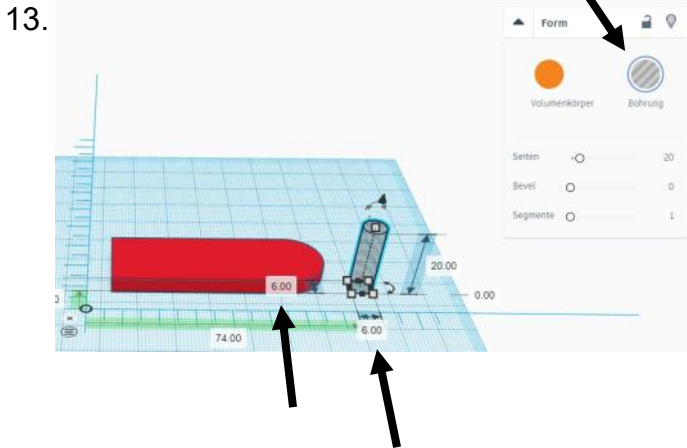 13.
Form
Volumenkörper Bohrung
Seiten 20
Bevel 0
Segmente 1
20.00
6.00
0.00
74.00
6.00